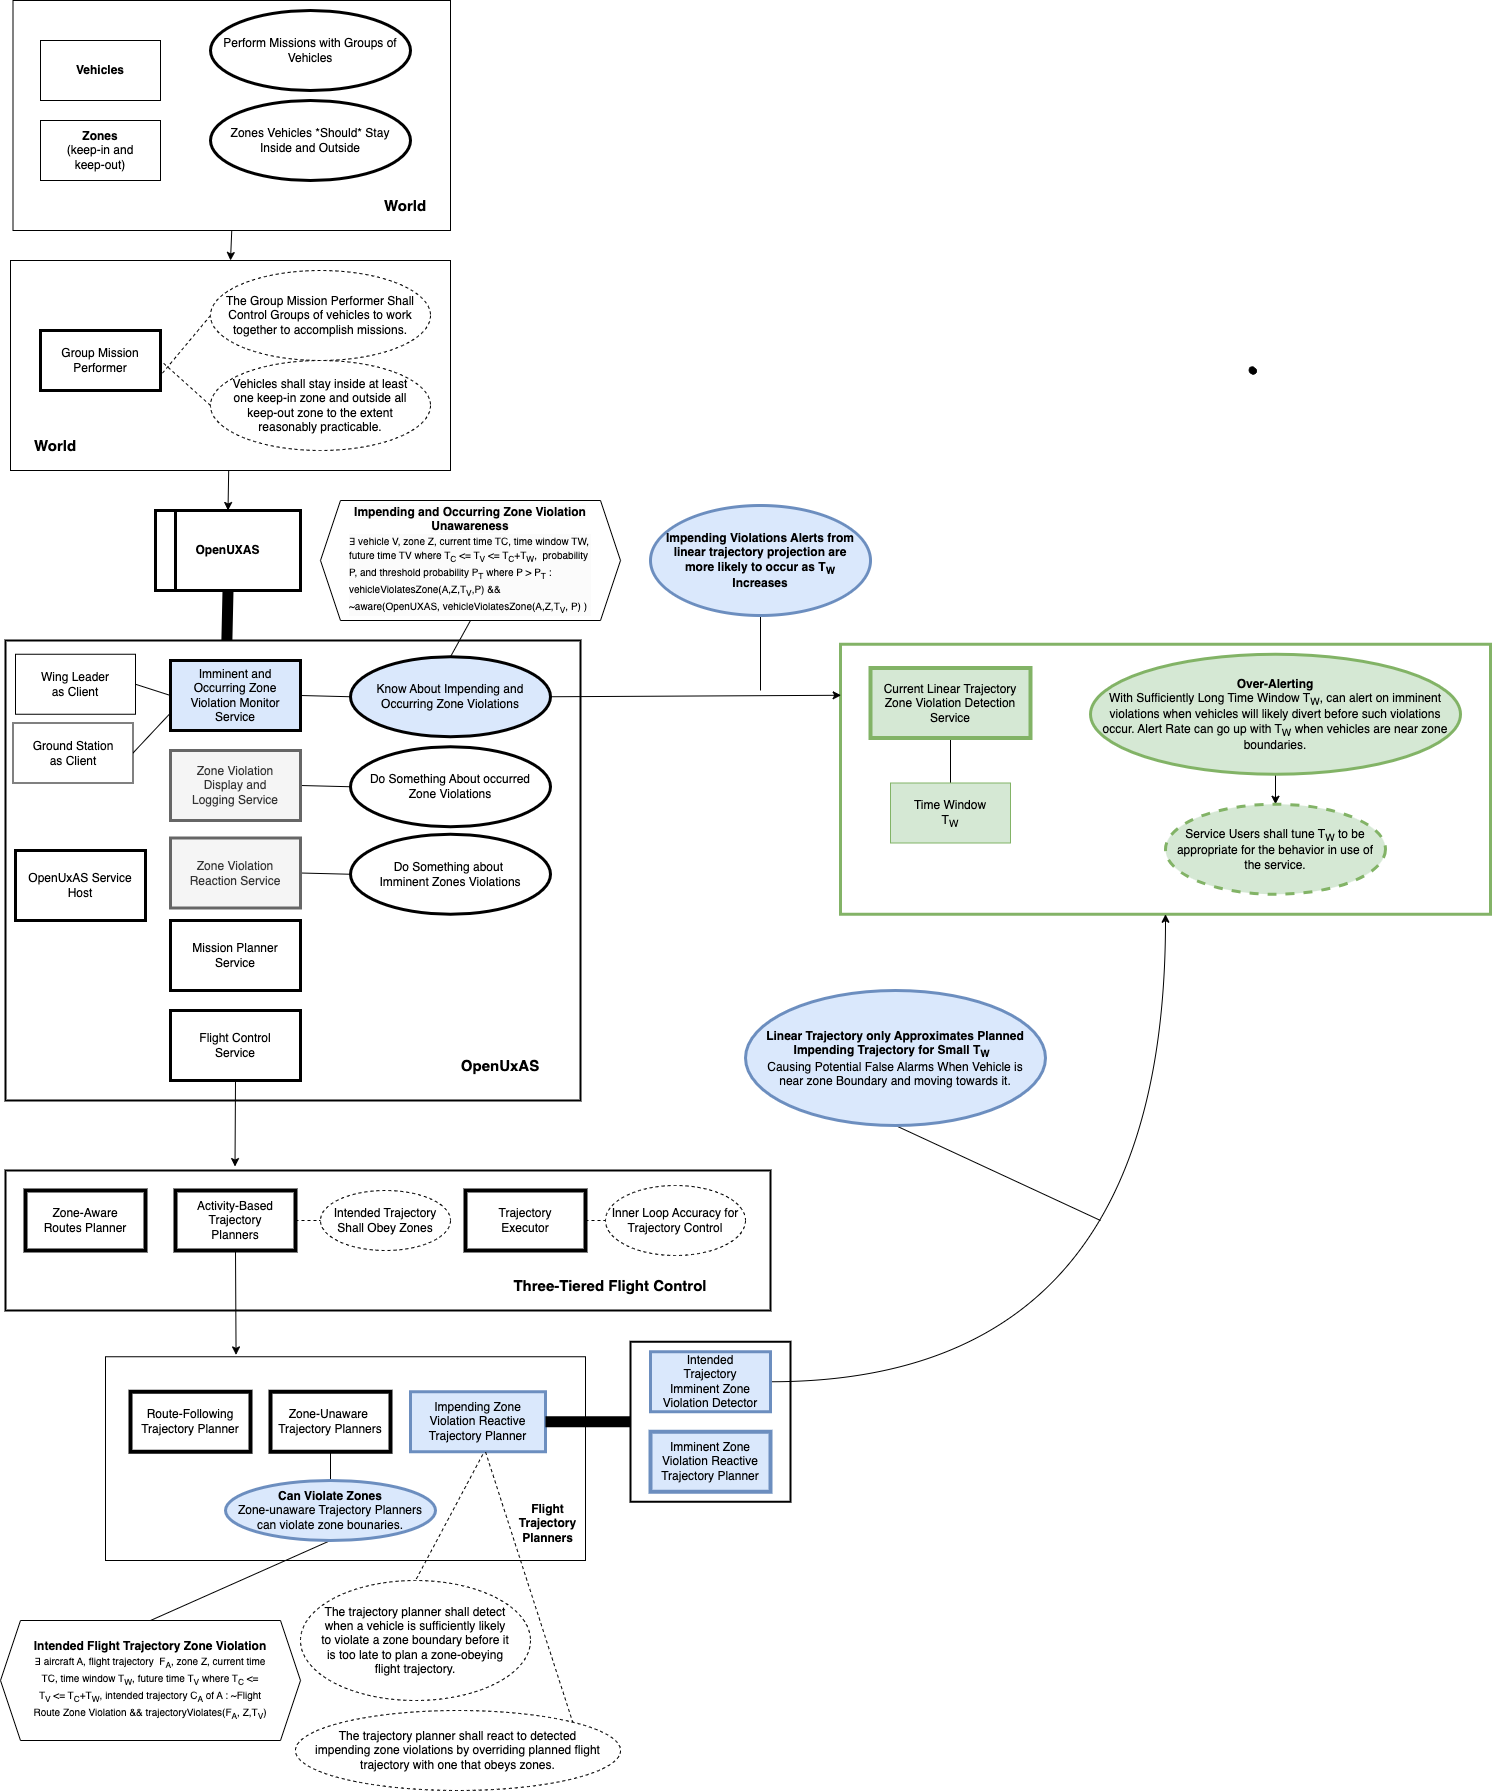 Vehicles
Perform Missions with Groups of
Vehicles
Zones
(keep-in and
keep-out)
Zones Vehicles *Should* Stay
Inside and Outside
World
Group Mission
Performer
The Group Mission Performer Shall
Control Groups of vehicles to work
together to accomplish missions.
Vehicles shall stay inside at least
one keep-in zone and outside all
keep-out zone to the extent
reasonably practicable.
World
OpenUXAS
Impending and Occurring Zone Violation
Unawareness
∃ vehicle V, zone Z, current time TC, time window TW,
future time TV where T_C <= T_V <= T_C+T_W, probability
P, and threshold probability P_T where P > P_T :
vehicleViolatesZone(A,Z,T_V,P) &&
~aware(OpenUXAS, vehicleViolatesZone(A,Z,T_V, P) )
Impending Violations Alerts from
linear trajectory projection are
more likely to occur as T_W
Increases
Wing Leader
as Client
Ground Station
as Client
Imminent and
Occurring Zone
Violation Monitor
Service
Know About Impending and
Occurring Zone Violations
Zone Violation
Display and
Logging Service
Do Something About occurred
Zone Violations
OpenUxAS Service
Host
Zone Violation
Reaction Service
Do Something about
Imminent Zones Violations
Mission Planner
Service
Flight Control
Service
OpenUxAS
Current Linear Trajectory
Zone Violation Detection
Service
Time Window
T_W
Over-Alerting
With Sufficiently Long Time Window T_W, can alert on imminent
violations when vehicles will likely divert before such violations
occur. Alert Rate can go up with T_W when vehicles are near zone
boundaries.
Service Users shall tune T_W to be
appropriate for the behavior in use of
the service.
Linear Trajectory only Approximates Planned
Impending Trajectory for Small T_W
Causing Potential False Alarms When Vehicle is
near zone Boundary and moving towards it.
Zone-Aware
Routes Planner
Activity-Based
Trajectory
Planners
Intended Trajectory
Shall Obey Zones
Trajectory
Executor
Inner Loop Accuracy for
Trajectory Control
Three-Tiered Flight Control
Route-Following
Trajectory Planner
Zone-Unaware
Trajectory Planners
Impending Zone
Violation Reactive
Trajectory Planner
Can Violate Zones
Zone-unaware Trajectory Planners
can violate zone bounaries.
Flight
Trajectory
Planners
Intended
Trajectory
Imminent Zone
Violation Detector
Imminent Zone
Violation Reactive
Trajectory Planner
Intended Flight Trajectory Zone Violation
∃ aircraft A, flight trajectory F_A, zone Z, current time
TC, time window T_W, future time T_V where T_C <=
T_V <= T_C+T_W, intended trajectory C_A of A : ~Flight
Route Zone Violation && trajectoryViolates(F_A, Z,T_V)
The trajectory planner shall detect
when a vehicle is sufficiently likely
to violate a zone boundary before it
is too late to plan a zone-obeying
flight trajectory.
The trajectory planner shall react to detected
impending zone violations by overriding planned flight
trajectory with one that obeys zones.